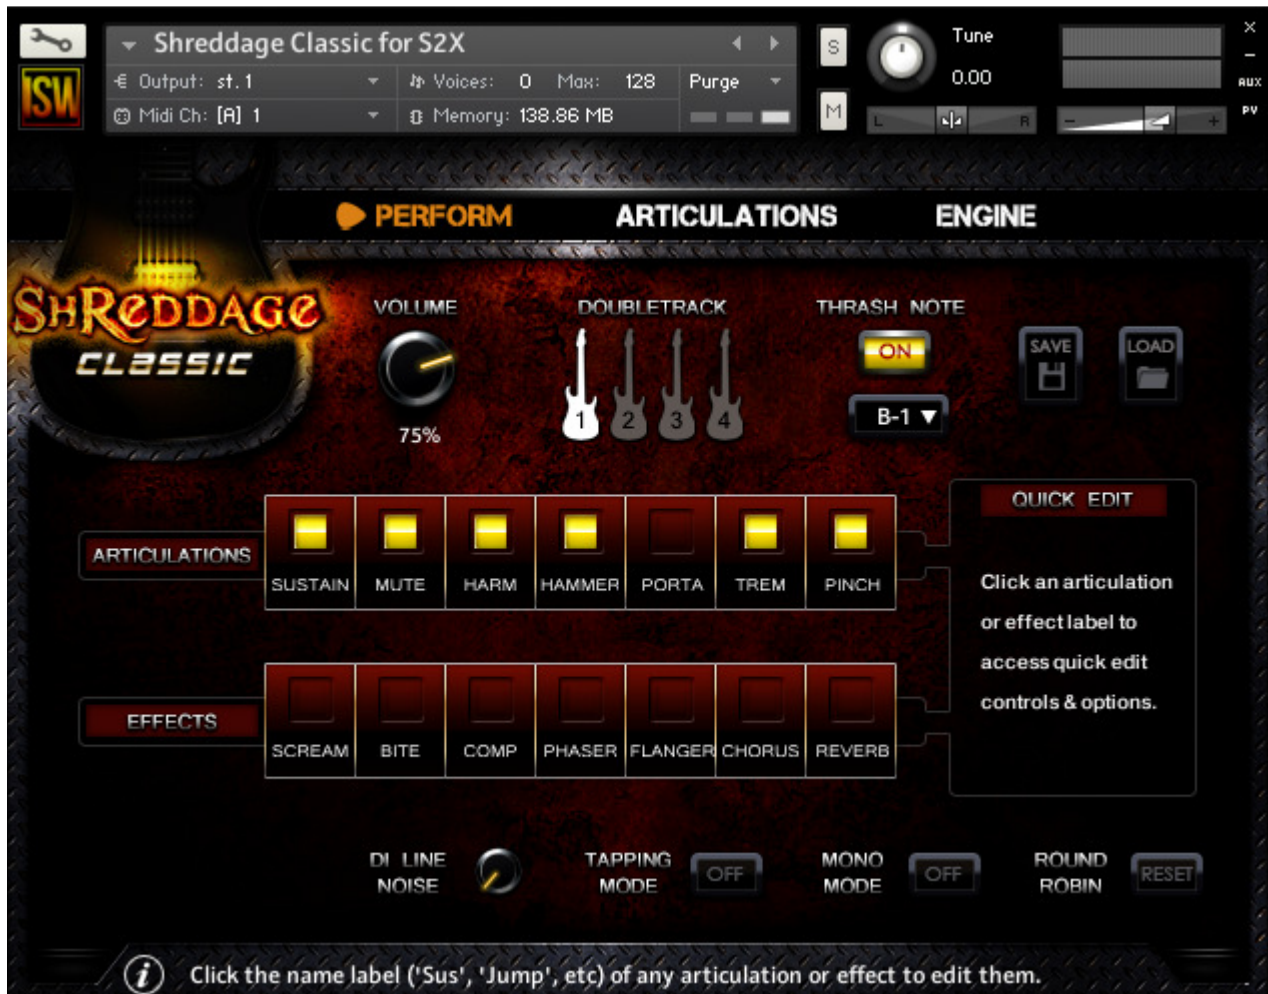 Shreddage Classic for S2X
S
Tune
0.00
×
–
AUX
PV
ISW
Output: st. 1
Voices: 0 Max: 128
Purge
Midi Ch: [A] 1
Memory: 138.86 MB
M
L
R
–
+
PERFORM ARTICULATIONS ENGINE
SHREDDAGE
CLASSIC
VOLUME
75%
DOUBLETRACK
1 2 3 4
THRASH NOTE
ON
B-1
SAVE
LOAD
ARTICULATIONS
SUSTAIN MUTE HARM HAMMER PORTA TREM PINCH
EFFECTS
SCREAM BITE COMP PHASER FLANGER CHORUS REVERB
QUICK EDIT
Click an articulation
or effect label to
access quick edit
controls & options.
DI LINE
NOISE
TAPPING
MODE
OFF
MONO
MODE
OFF
ROUND
ROBIN
RESET
i
Click the name label ('Sus', 'Jump', etc) of any articulation or effect to edit them.